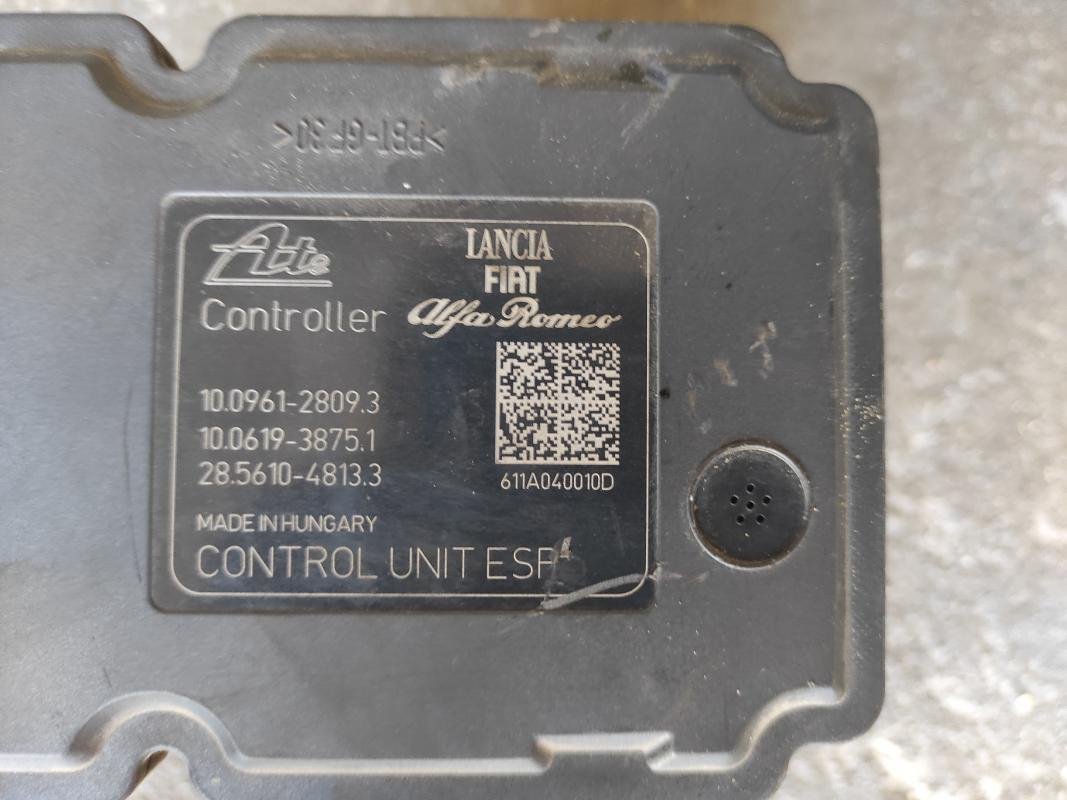 >PBT-GF30<
Ate
LANCIA
FIAT
Controller
Alfa Romeo
10.0961-2809.3
10.0619-3875.1
28.5610-4813.3
611A040010D
MADE IN HUNGARY
CONTROL UNIT ESP